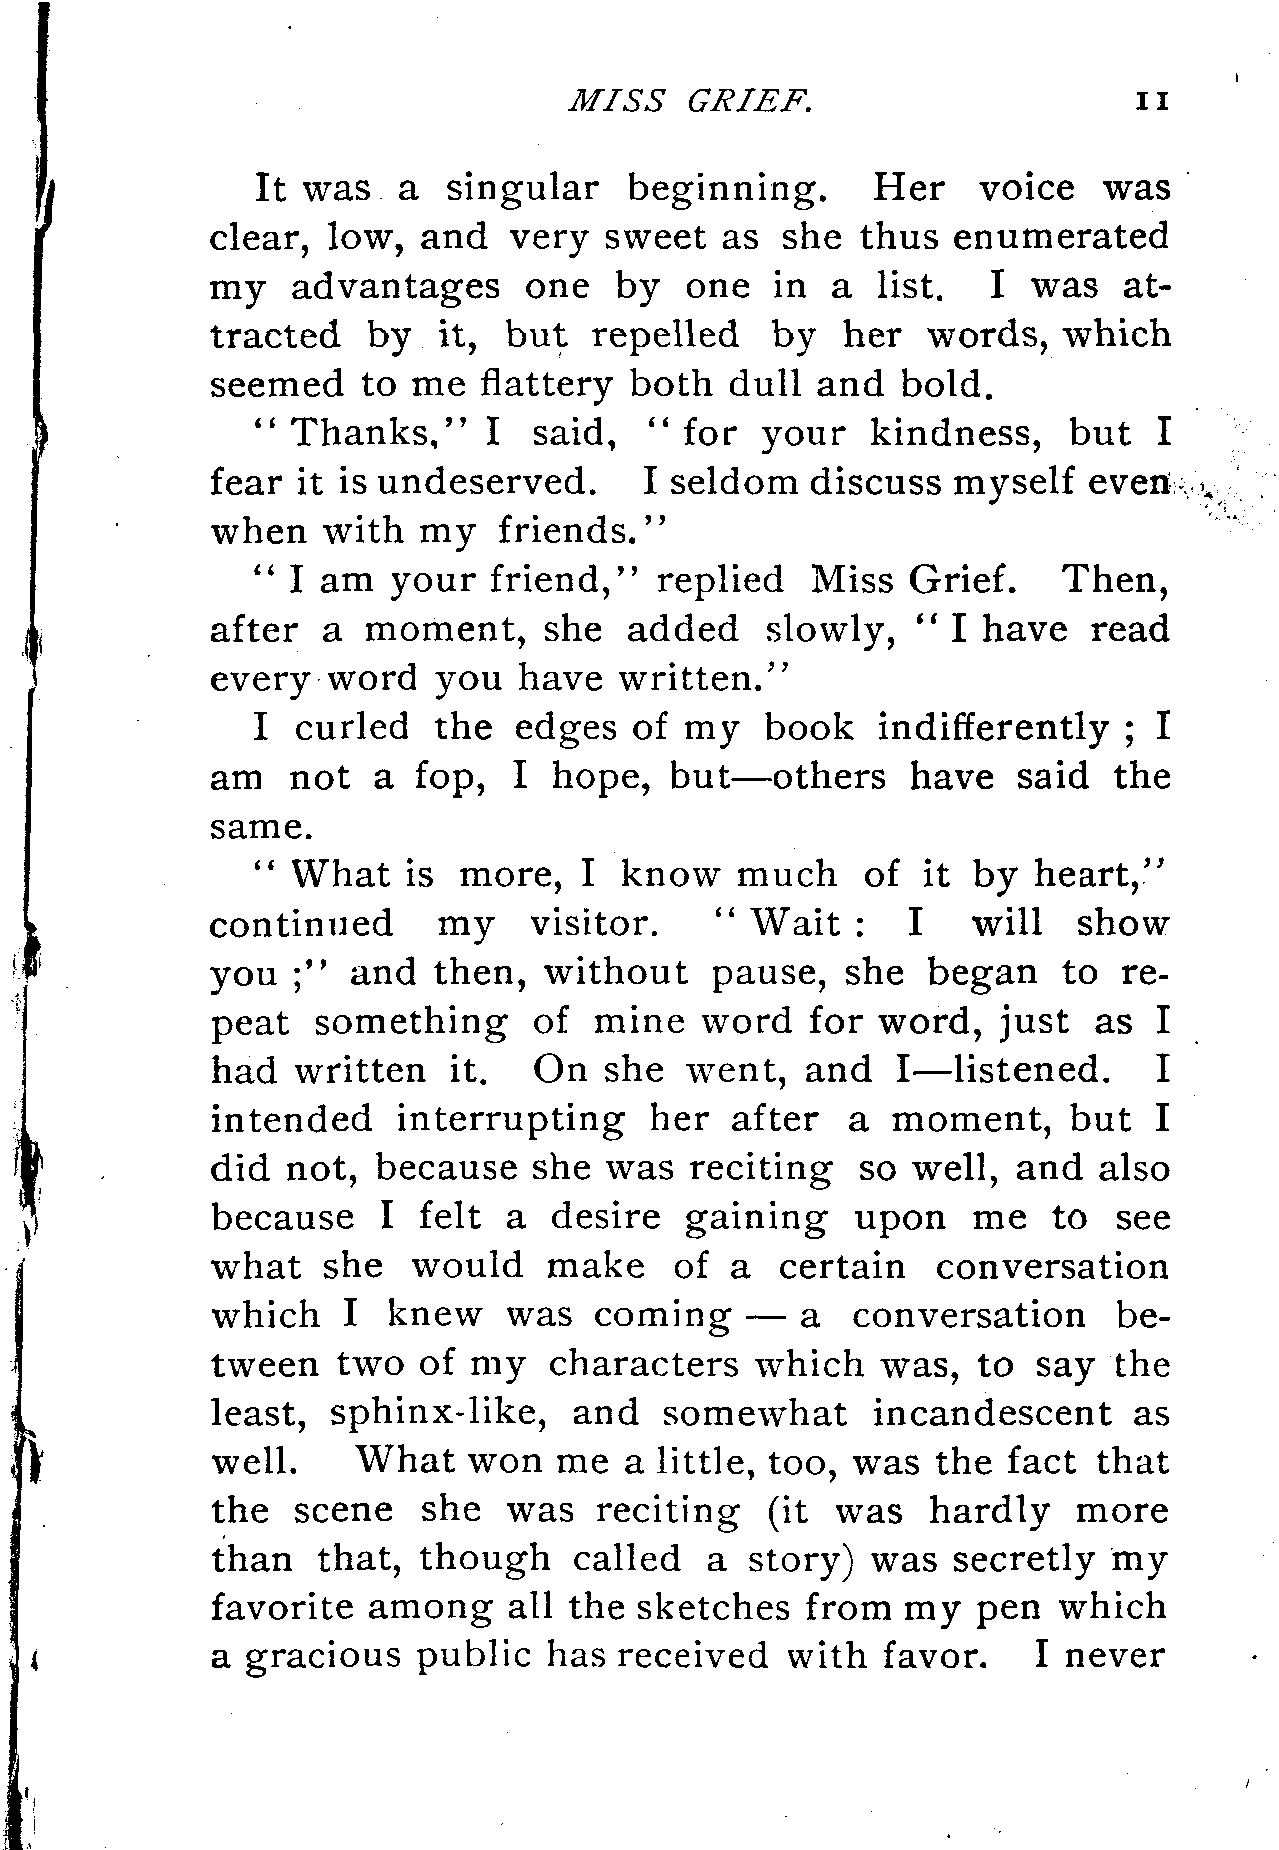 MISS GRIEF. 11
It was a singular beginning. Her voice was
clear, low, and very sweet as she thus enumerated
my advantages one by one in a list. I was at-
tracted by it, but repelled by her words, which
seemed to me flattery both dull and bold.
“ Thanks,” I said, “ for your kindness, but I
fear it is undeserved. I seldom discuss myself even
when with my friends.”
“ I am your friend,” replied Miss Grief. Then,
after a moment, she added slowly, “ I have read
every word you have written.”
I curled the edges of my book indifferently ; I
am not a fop, I hope, but—others have said the
same.
“ What is more, I know much of it by heart,”
continued my visitor. “ Wait : I will show
you ;” and then, without pause, she began to re-
peat something of mine word for word, just as I
had written it. On she went, and I—listened. I
intended interrupting her after a moment, but I
did not, because she was reciting so well, and also
because I felt a desire gaining upon me to see
what she would make of a certain conversation
which I knew was coming — a conversation be-
tween two of my characters which was, to say the
least, sphinx-like, and somewhat incandescent as
well. What won me a little, too, was the fact that
the scene she was reciting (it was hardly more
than that, though called a story) was secretly my
favorite among all the sketches from my pen which
a gracious public has received with favor. I never